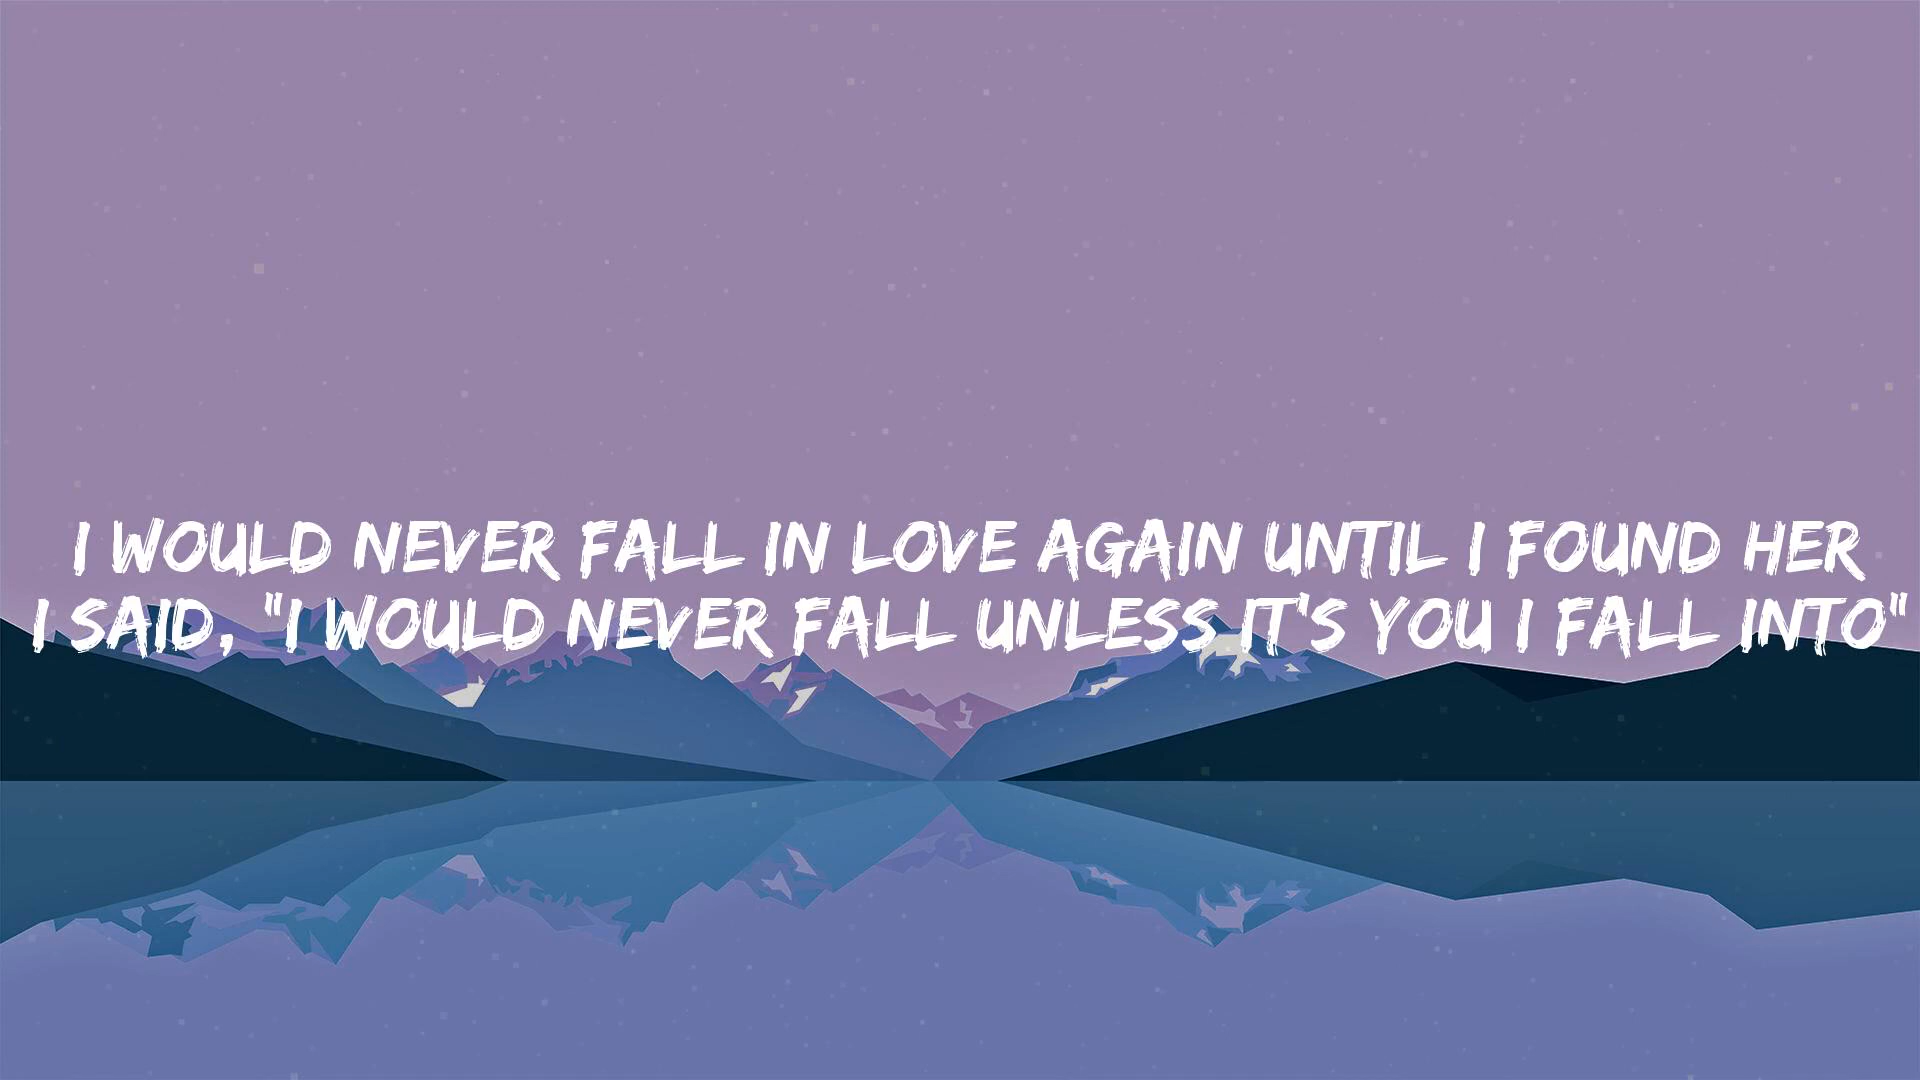 I WOULD NEVER FALL IN LOVE AGAIN UNTIL I FOUND HER
I SAID, "I WOULD NEVER FALL UNLESS IT'S YOU I FALL INTO"